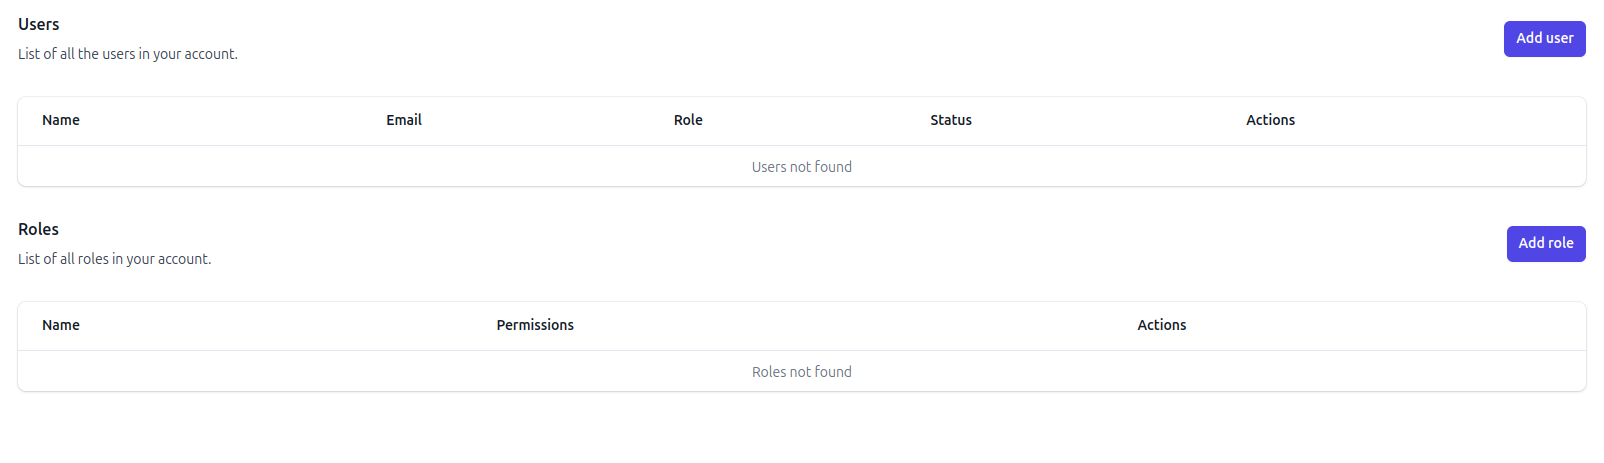 Users
Add user
List of all the users in your account.
Name Email Role Status Actions
Users not found
Roles
Add role
List of all roles in your account.
Name Permissions Actions
Roles not found